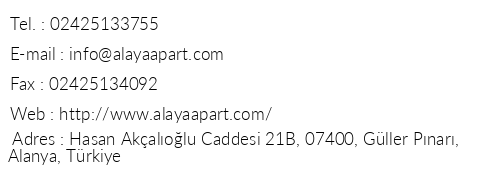 Tel. : 02425133755
E-mail : info@alayaapart.com
Fax : 02425134092
Web : http://www.alayaapart.com/
Adres : Hasan Akçalıoğlu Caddesi 21B, 07400, Güller Pınarı,
Alanya, Türkiye